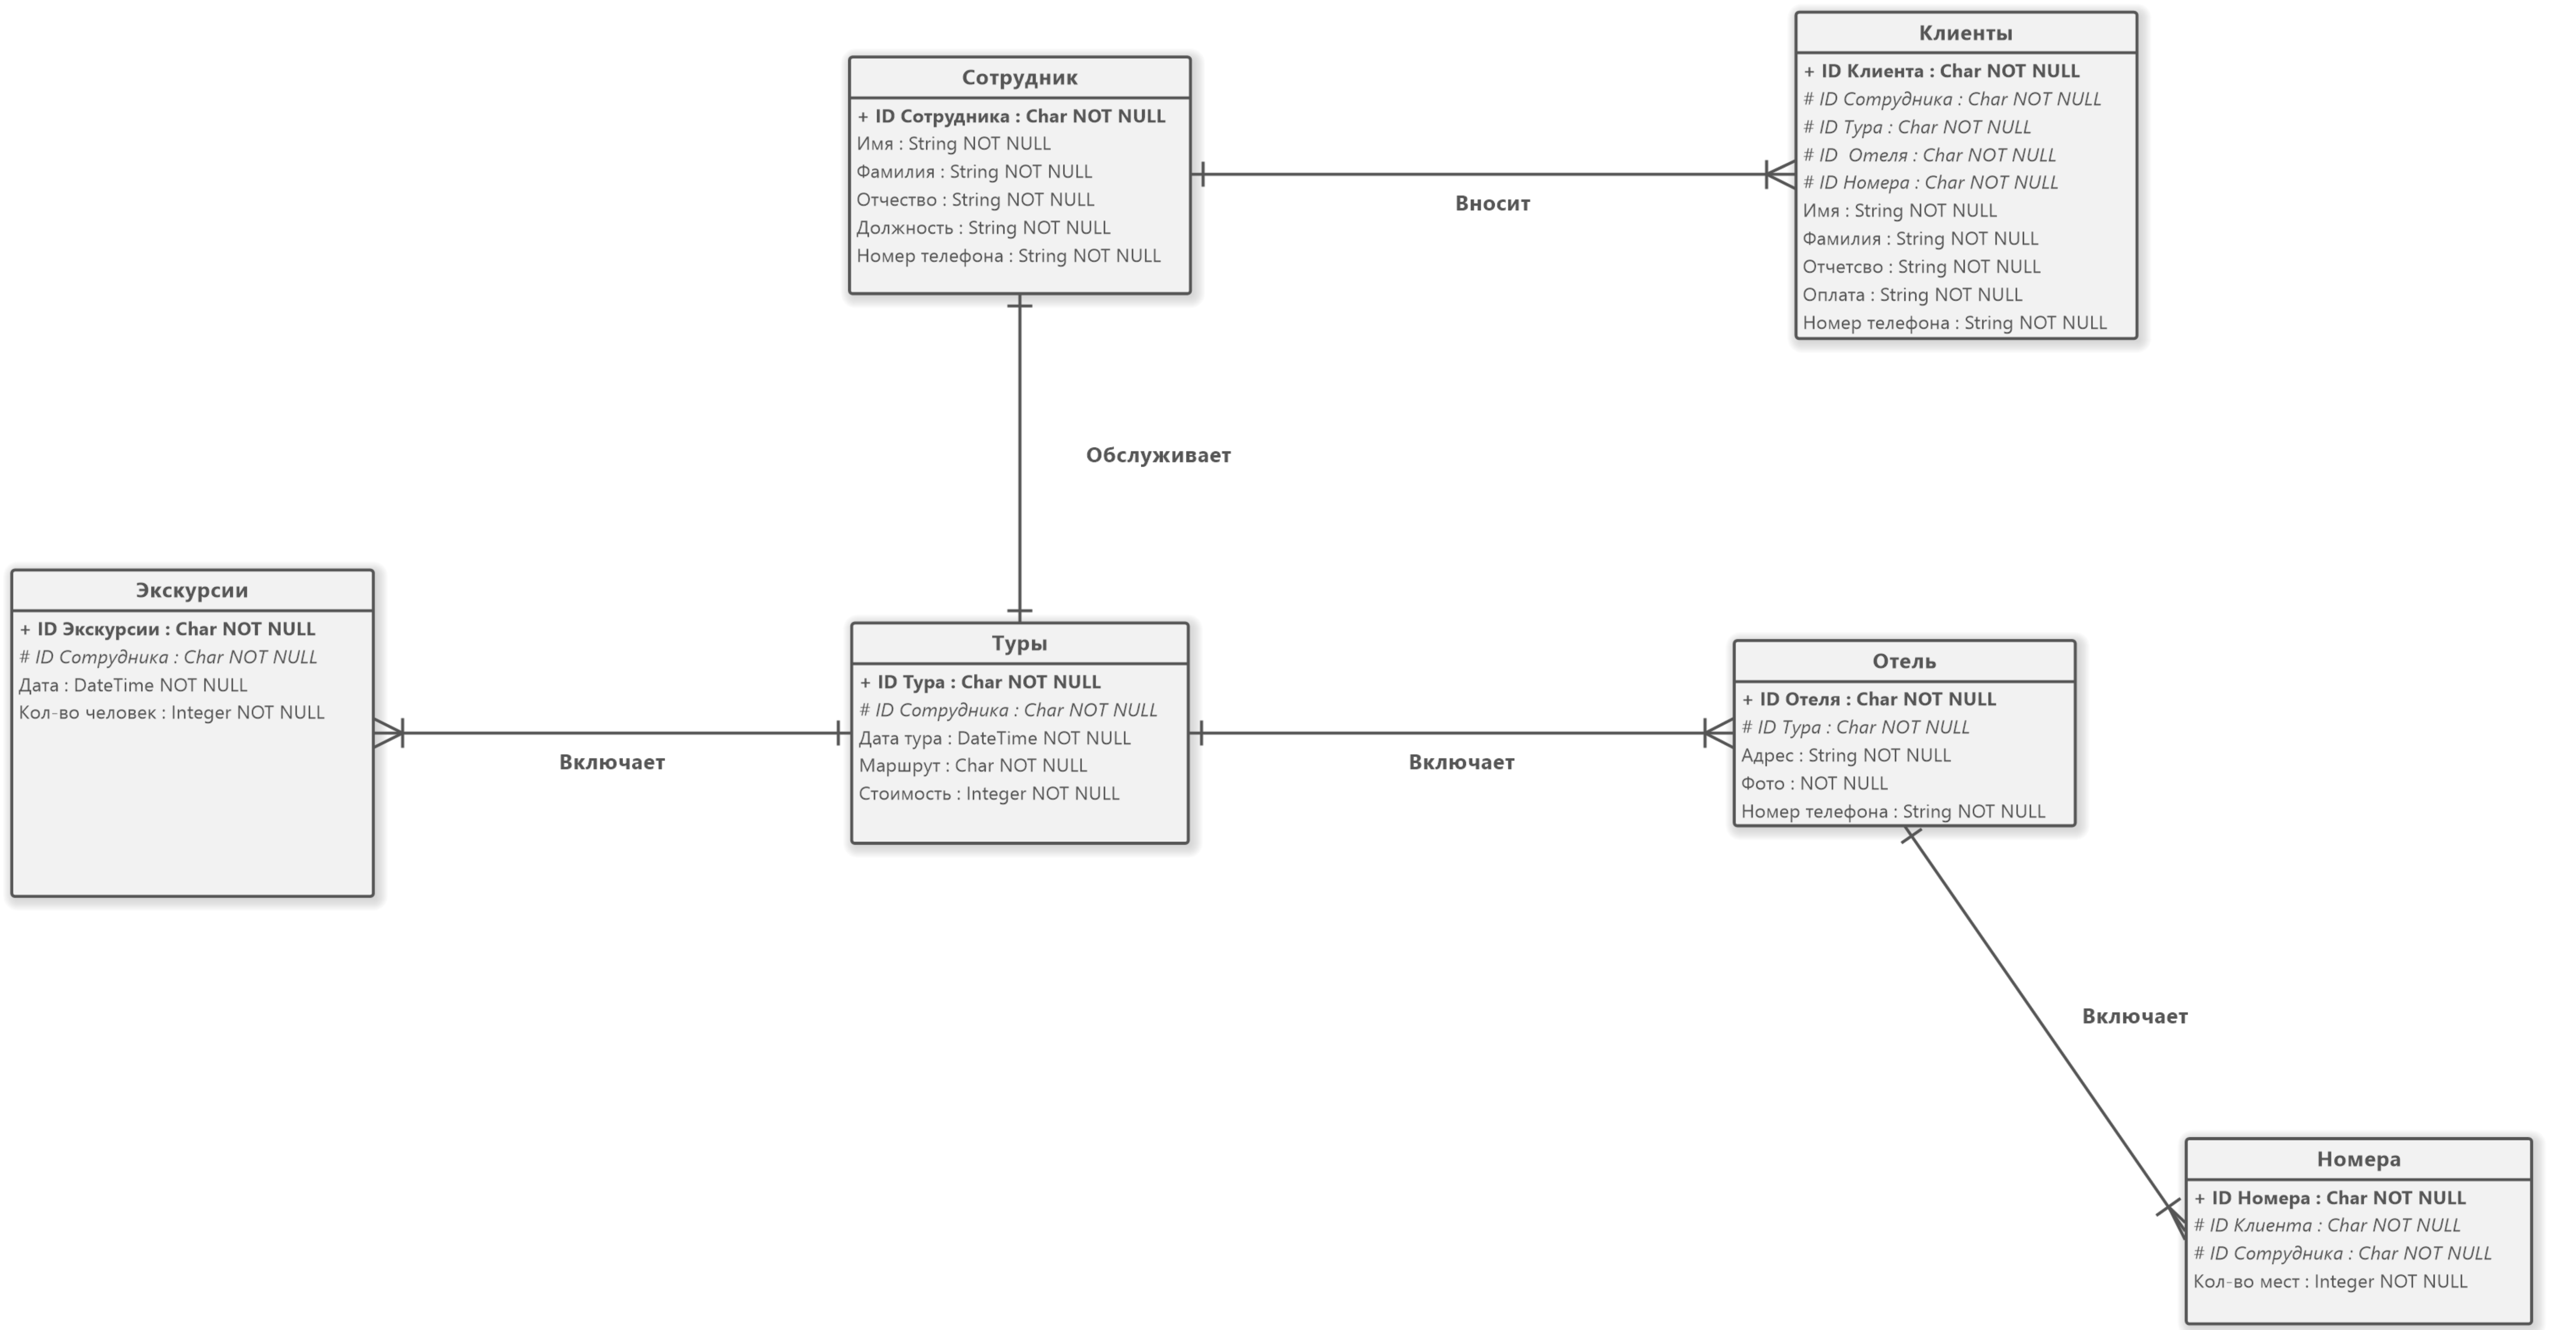 Клиенты
+ ID Клиента : Char NOT NULL
# ID Сотрудника : Char NOT NULL
# ID Тура : Char NOT NULL
# ID  Отеля : Char NOT NULL
# ID Номера : Char NOT NULL
Имя : String NOT NULL
Фамилия : String NOT NULL
Отчетсво : String NOT NULL
Оплата : String NOT NULL
Номер телефона : String NOT NULL
Сотрудник
+ ID Сотрудника : Char NOT NULL
Имя : String NOT NULL
Фамилия : String NOT NULL
Отчество : String NOT NULL
Должность : String NOT NULL
Номер телефона : String NOT NULL
Вносит
Обслуживает
Экскурсии
+ ID Экскурсии : Char NOT NULL
# ID Сотрудника : Char NOT NULL
Дата : DateTime NOT NULL
Кол-во человек : Integer NOT NULL
Включает
Туры
+ ID Тура : Char NOT NULL
# ID Сотрудника : Char NOT NULL
Дата тура : DateTime NOT NULL
Маршрут : Char NOT NULL
Стоимость : Integer NOT NULL
Включает
Отель
+ ID Отеля : Char NOT NULL
# ID Тура : Char NOT NULL
Адрес : String NOT NULL
Фото : NOT NULL
Номер телефона : String NOT NULL
Включает
Номера
+ ID Номера : Char NOT NULL
# ID Клиента : Char NOT NULL
# ID Сотрудника : Char NOT NULL
Кол-во мест : Integer NOT NULL